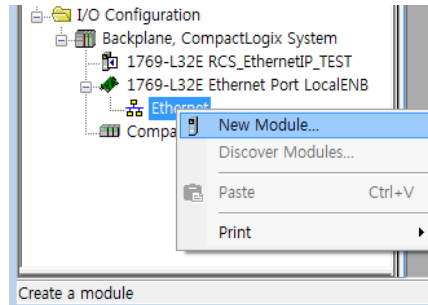 I/O Configuration
Backplane, CompactLogix System
1769-L32E RCS_EthernetIP_TEST
1769-L32E Ethernet Port LocalENB
Ethernet
New Module...
Discover Modules...
Paste Ctrl+V
Print
Create a module